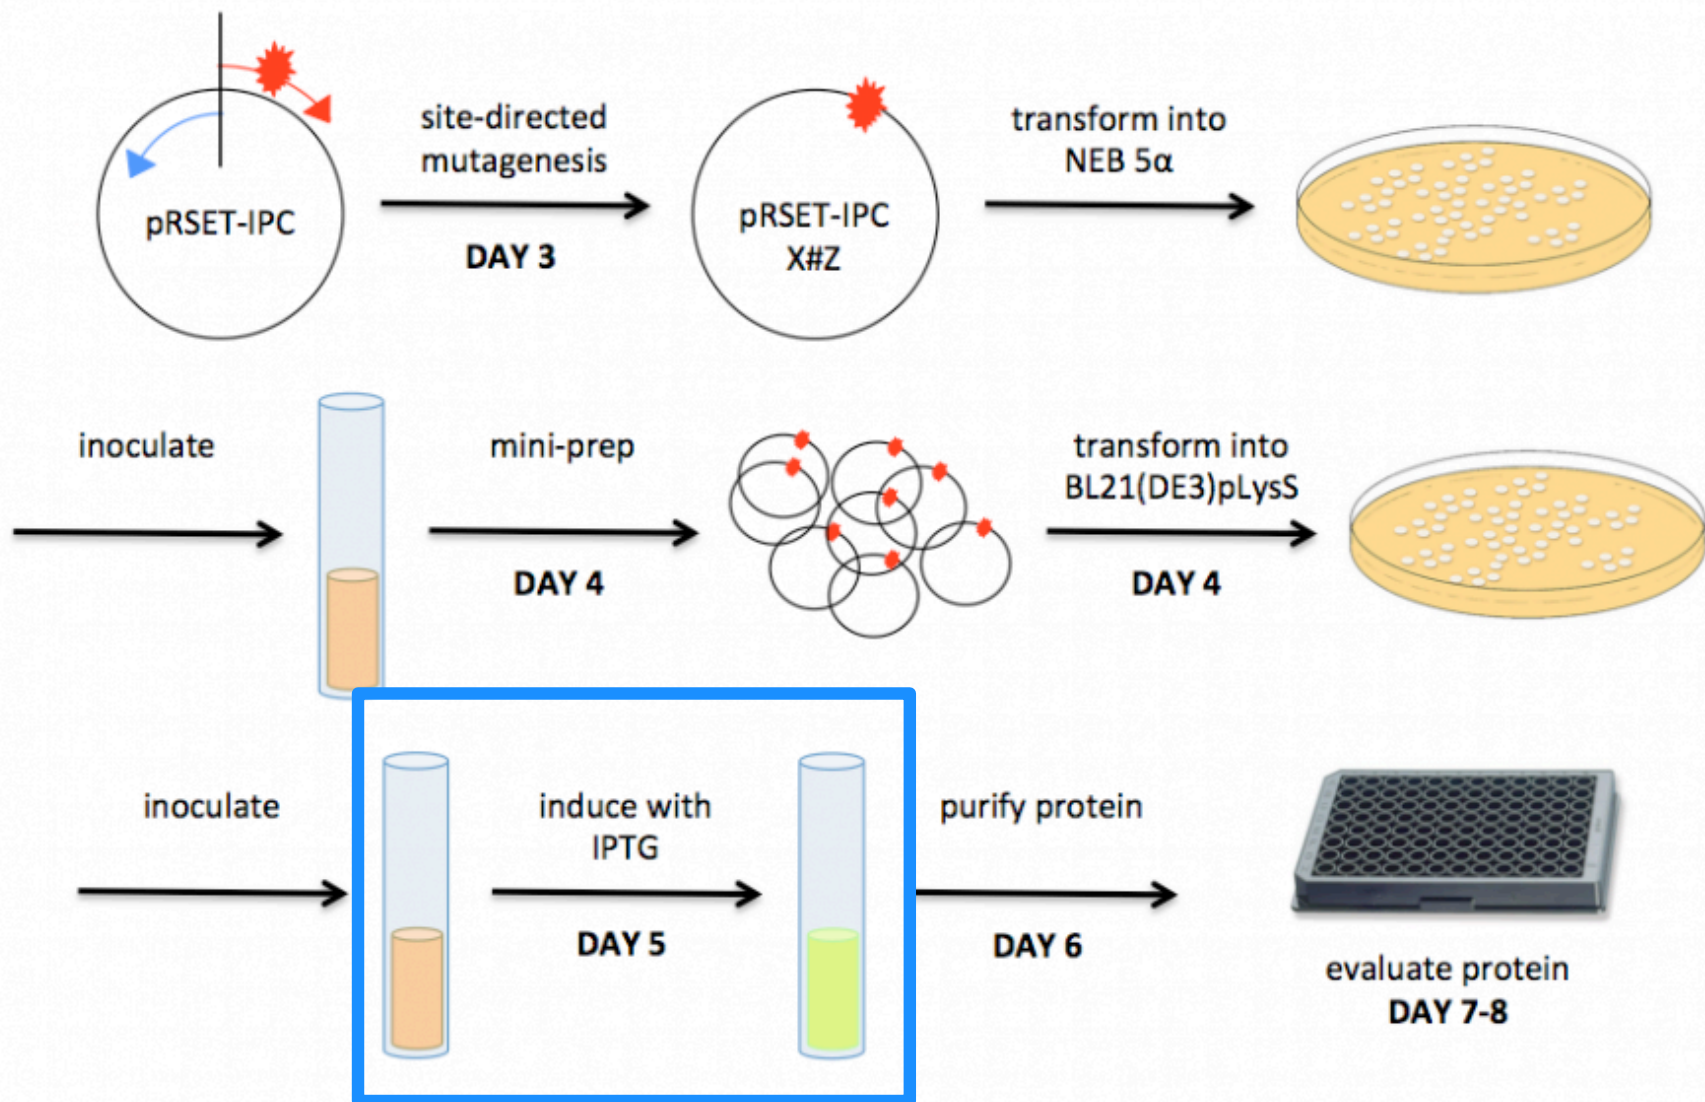 pRSET-IPC
site-directed
mutagenesis
DAY 3
pRSET-IPC
X#Z
transform into
NEB 5α
inoculate
mini-prep
DAY 4
transform into
BL21(DE3)pLysS
DAY 4
inoculate
induce with
IPTG
DAY 5
purify protein
DAY 6
evaluate protein
DAY 7-8